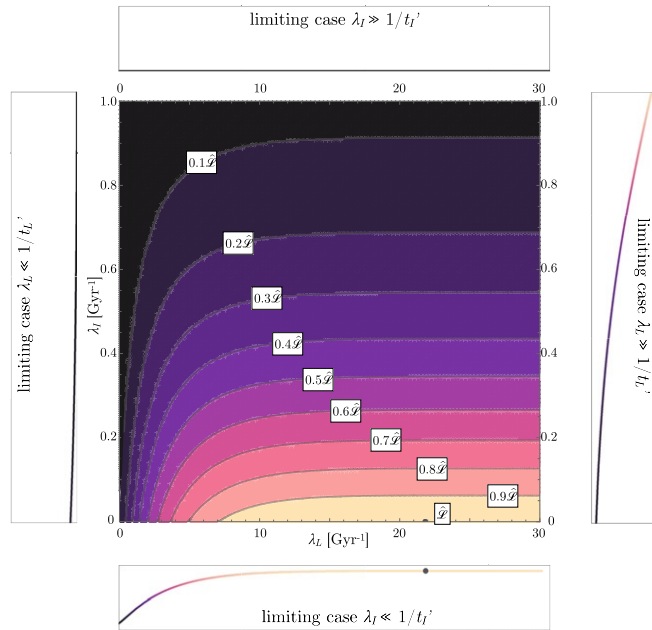 limiting case λ_I ≫ 1/t_I'
0 10 20 30
1.0 1.0
0.1ℒ̂
0.8 0.8
0.2ℒ̂
limiting case λ_L ≪ 1/t_L'
limiting case λ_L ≫ 1/t_L'
0.6 0.6
λ_I [Gyr⁻¹]
0.3ℒ̂
0.4ℒ̂
0.4 0.4
0.5ℒ̂
0.6ℒ̂
0.7ℒ̂
0.2 0.2
0.8ℒ̂
0.9ℒ̂
ℒ̂
0 0
0 10 20 30
λ_L [Gyr⁻¹]
limiting case λ_I ≪ 1/t_I'